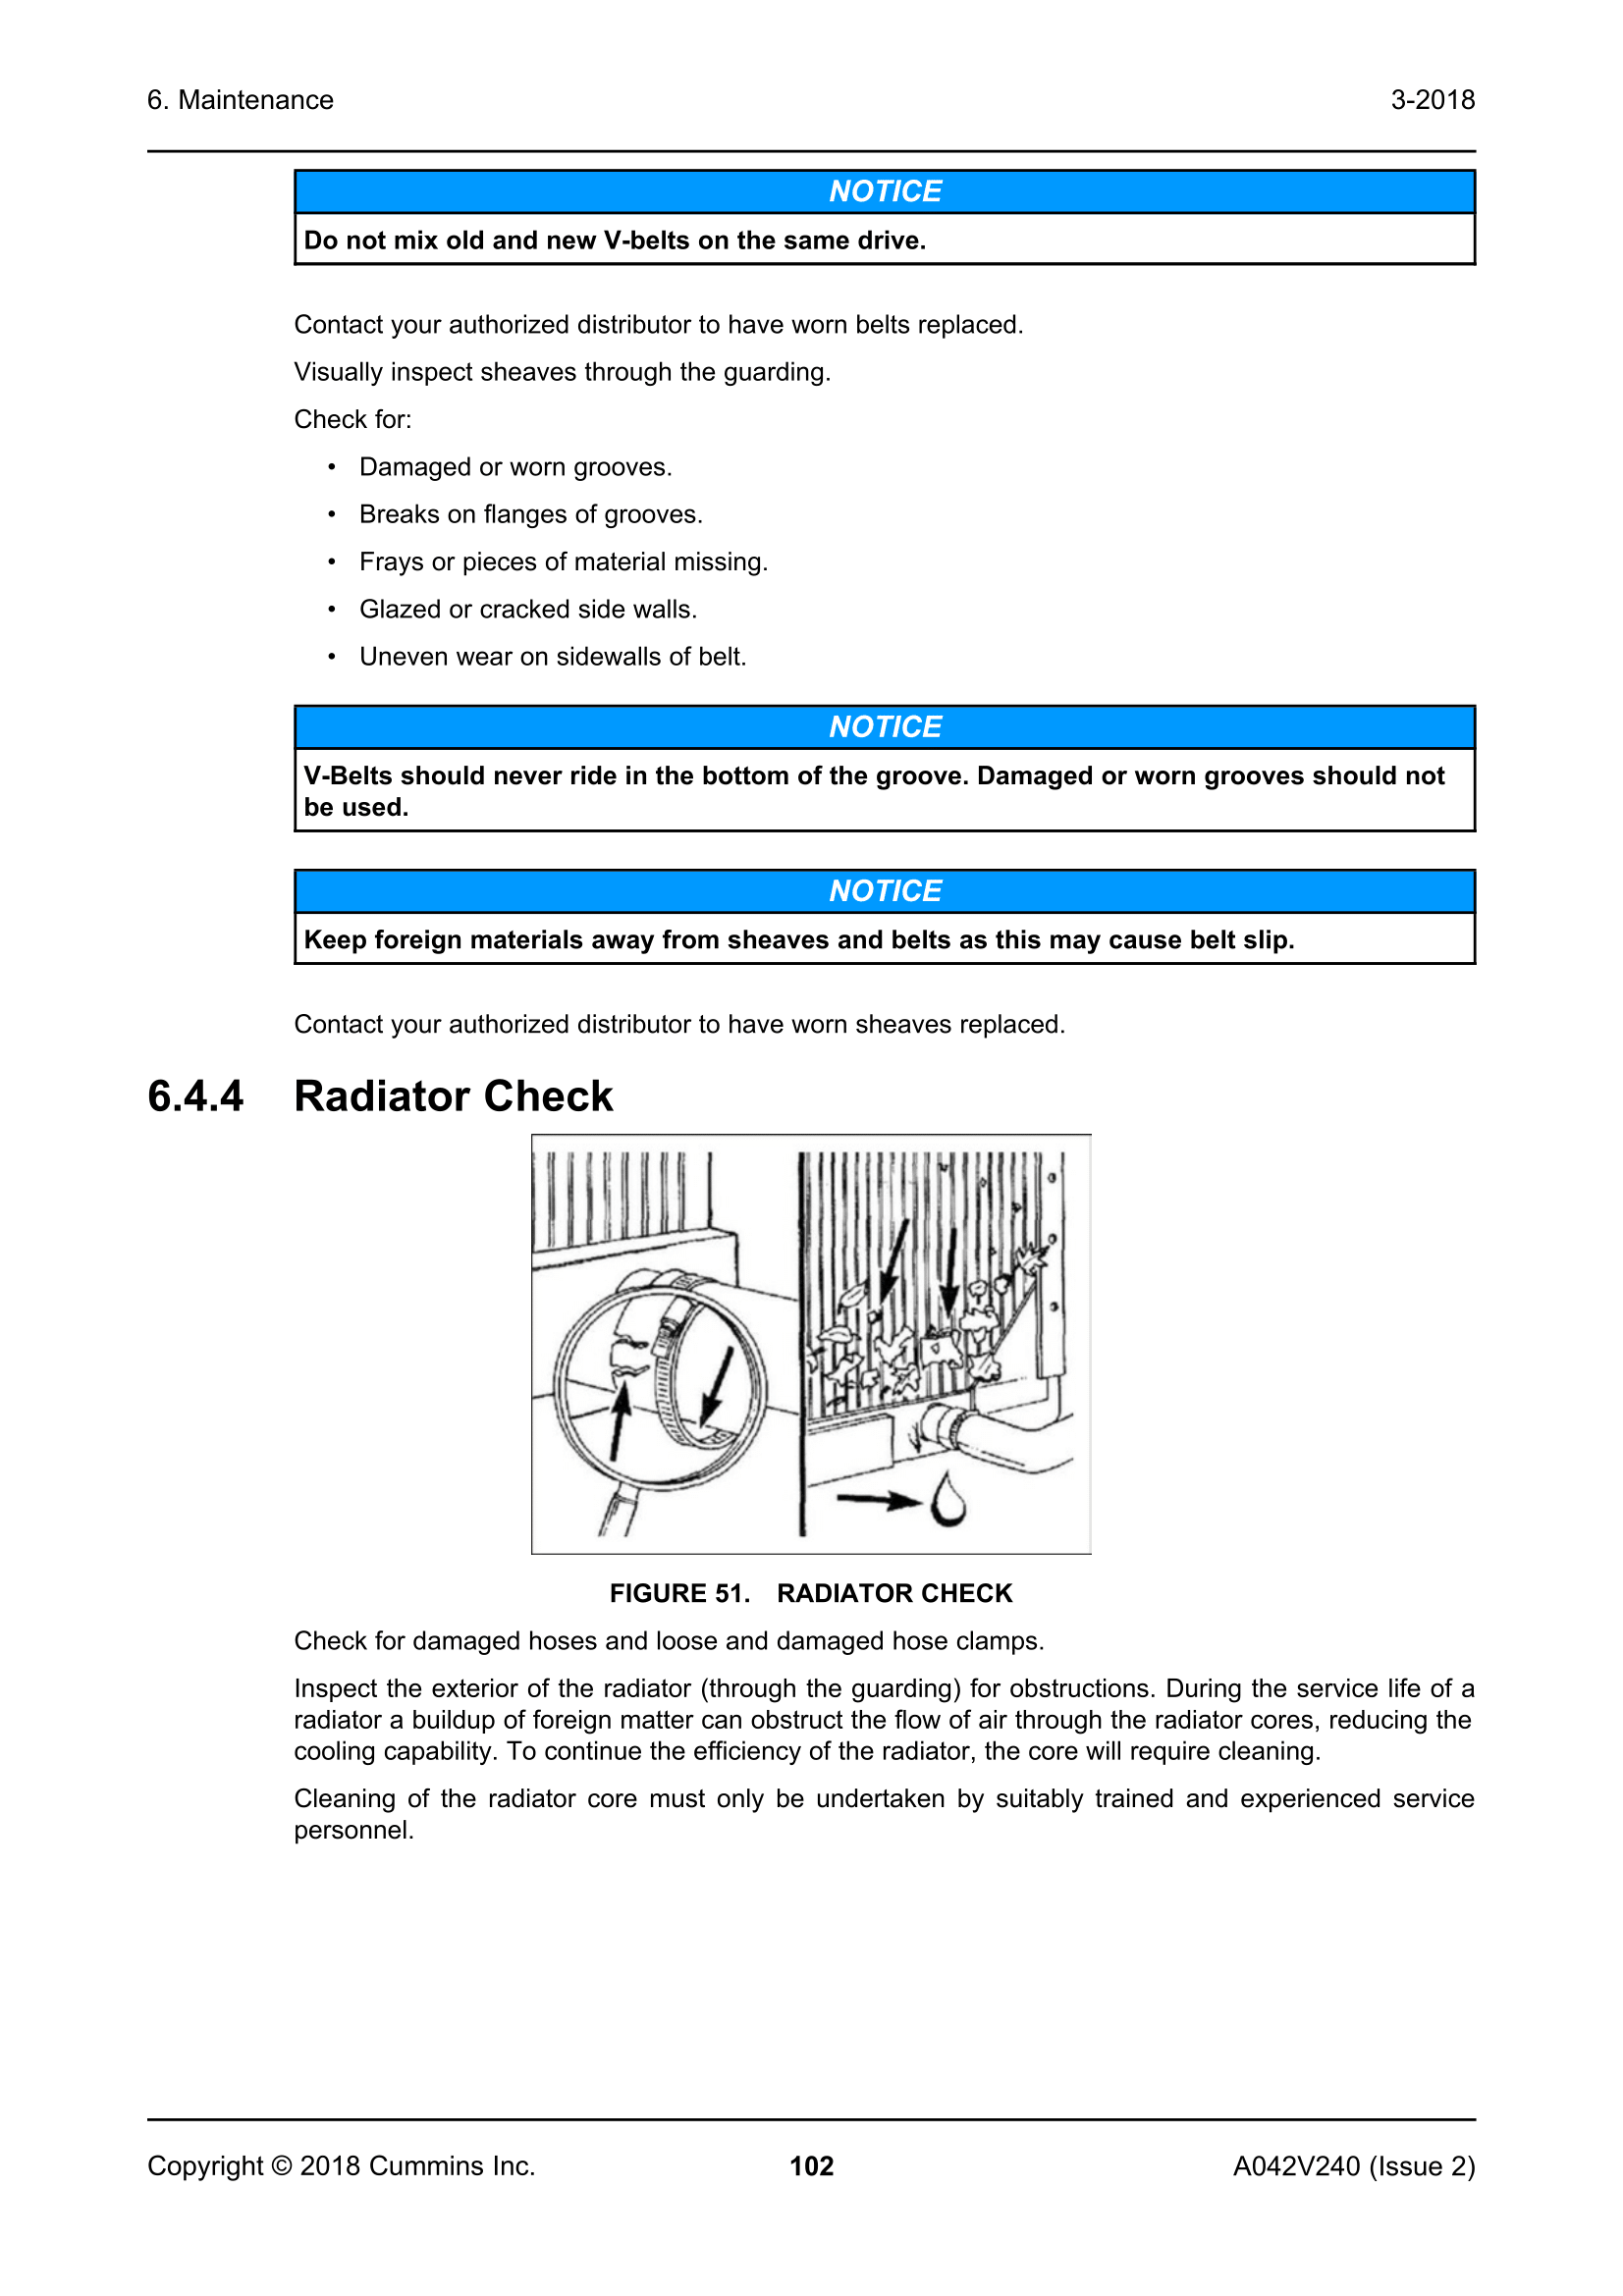 6. Maintenance
3-2018
NOTICE
Do not mix old and new V-belts on the same drive.
Contact your authorized distributor to have worn belts replaced.
Visually inspect sheaves through the guarding.
Check for:
• Damaged or worn grooves.
• Breaks on flanges of grooves.
• Frays or pieces of material missing.
• Glazed or cracked side walls.
• Uneven wear on sidewalls of belt.
NOTICE
V-Belts should never ride in the bottom of the groove. Damaged or worn grooves should not
be used.
NOTICE
Keep foreign materials away from sheaves and belts as this may cause belt slip.
Contact your authorized distributor to have worn sheaves replaced.
6.4.4 Radiator Check
FIGURE 51. RADIATOR CHECK
Check for damaged hoses and loose and damaged hose clamps.
Inspect the exterior of the radiator (through the guarding) for obstructions. During the service life of a
radiator a buildup of foreign matter can obstruct the flow of air through the radiator cores, reducing the
cooling capability. To continue the efficiency of the radiator, the core will require cleaning.
Cleaning of the radiator core must only be undertaken by suitably trained and experienced service
personnel.
Copyright © 2018 Cummins Inc.
102
A042V240 (Issue 2)